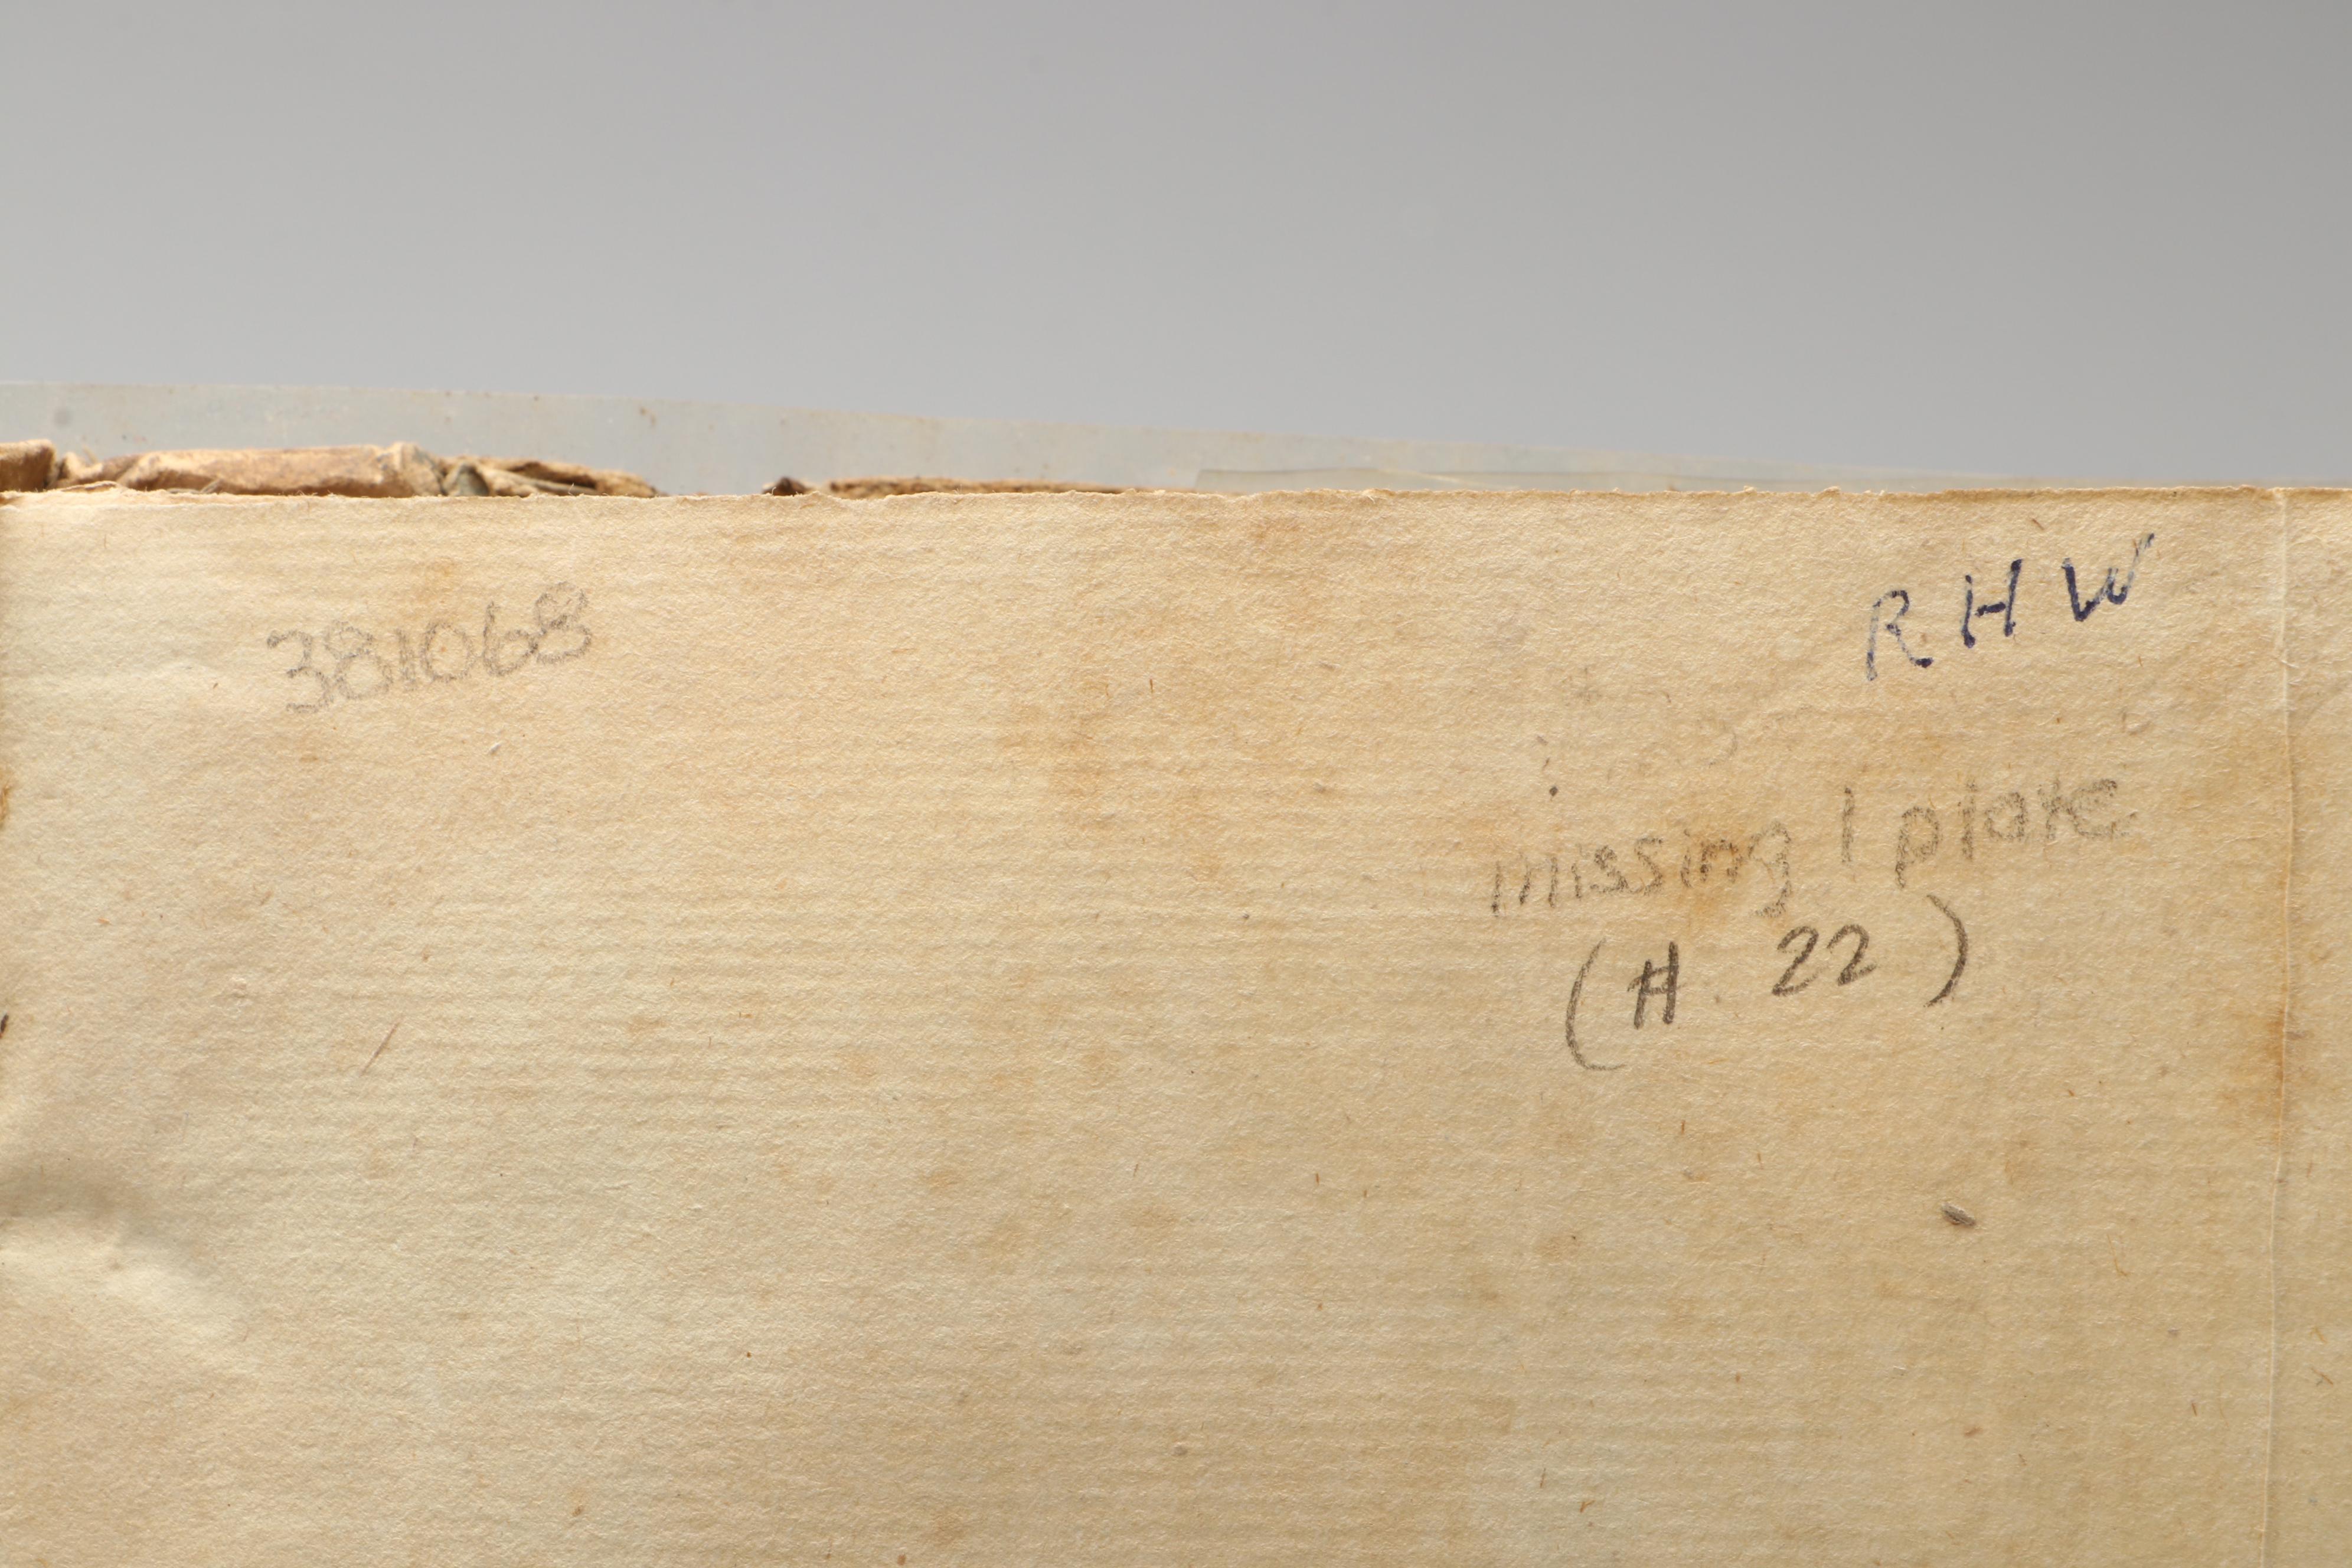 381068
RHW
missing 1 plate
(# 22)